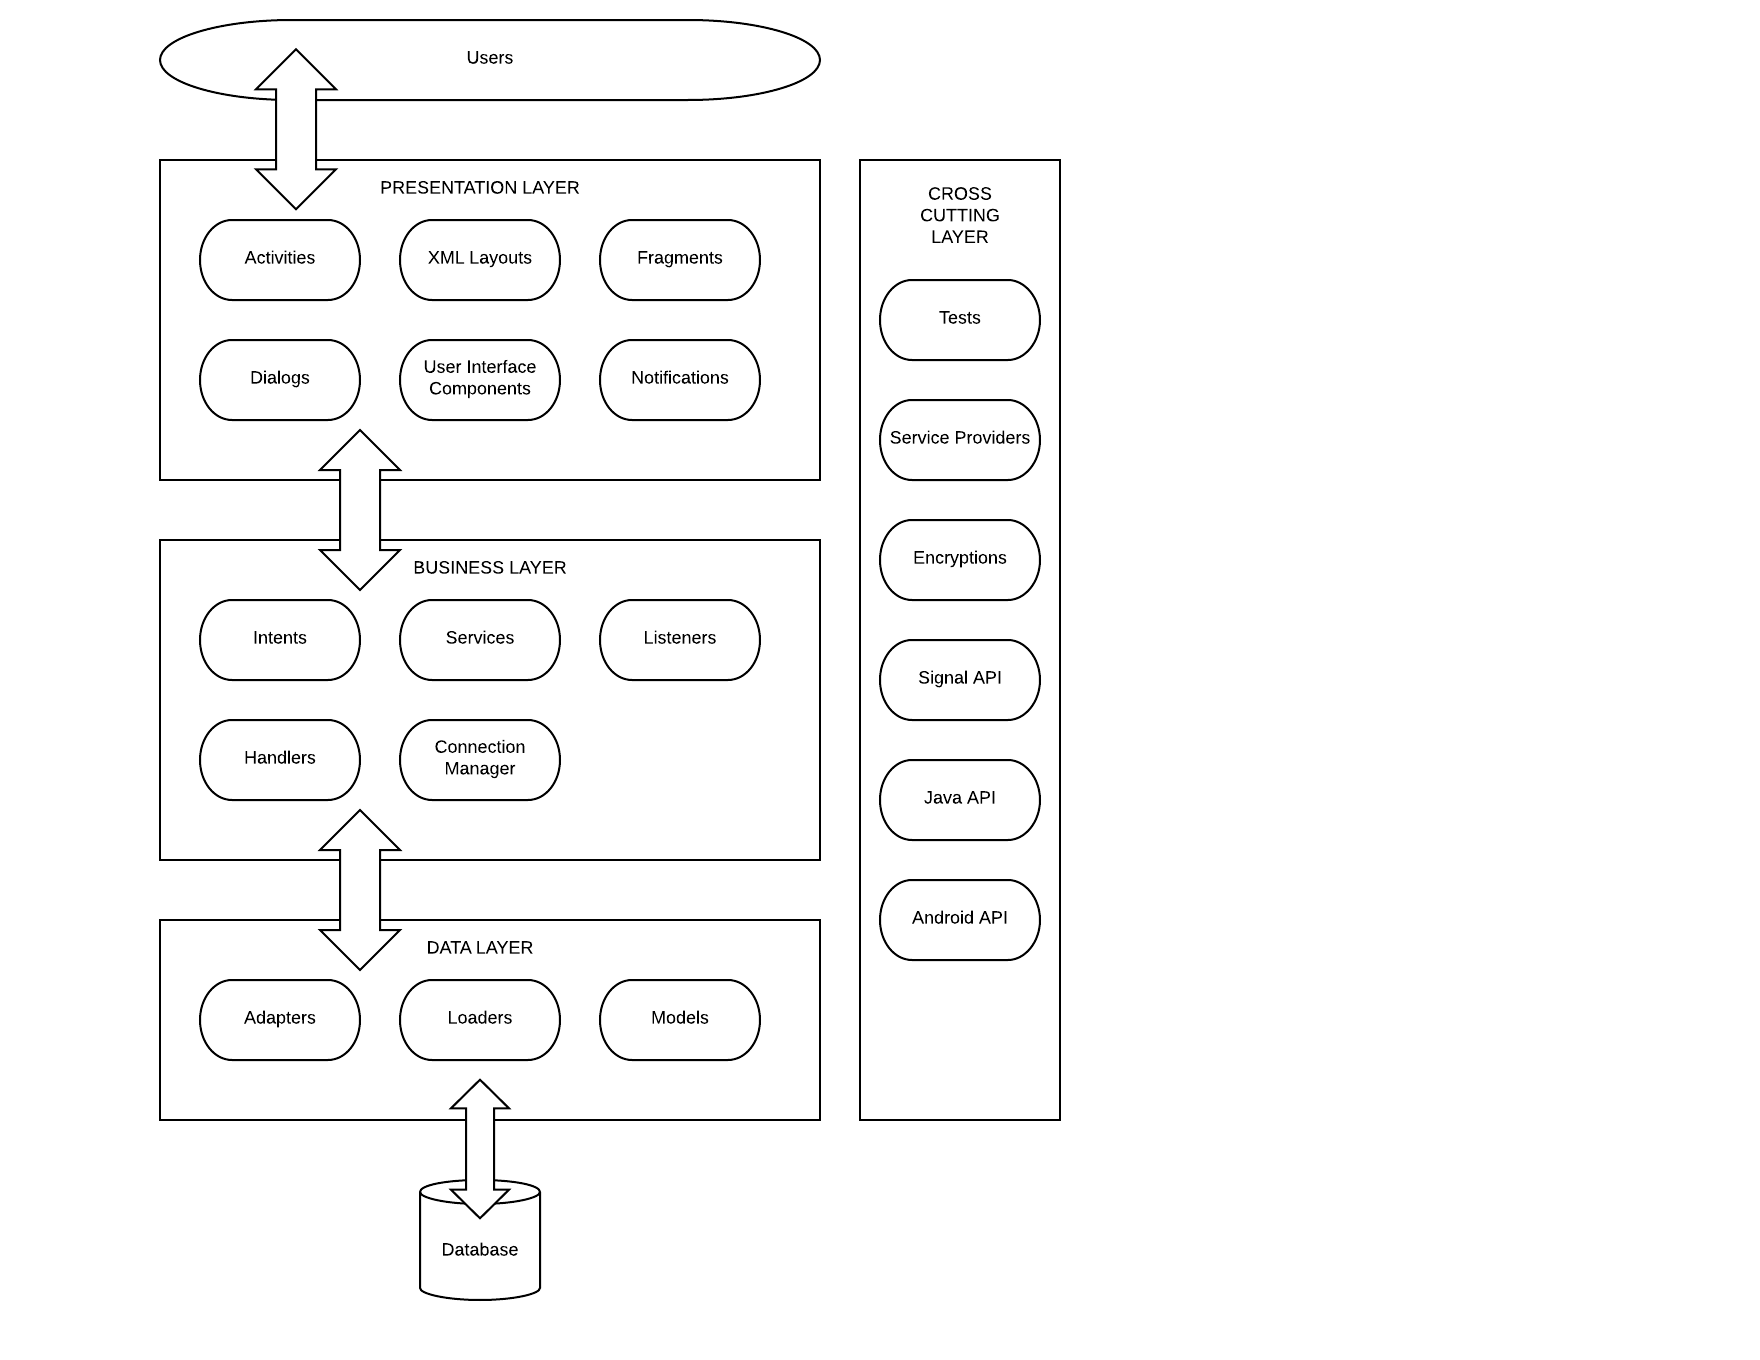 Users
PRESENTATION LAYER
Activities
XML Layouts
Fragments
Dialogs
User Interface
Components
Notifications
BUSINESS LAYER
Intents
Services
Listeners
Handlers
Connection
Manager
DATA LAYER
Adapters
Loaders
Models
Database
CROSS
CUTTING
LAYER
Tests
Service Providers
Encryptions
Signal API
Java API
Android API